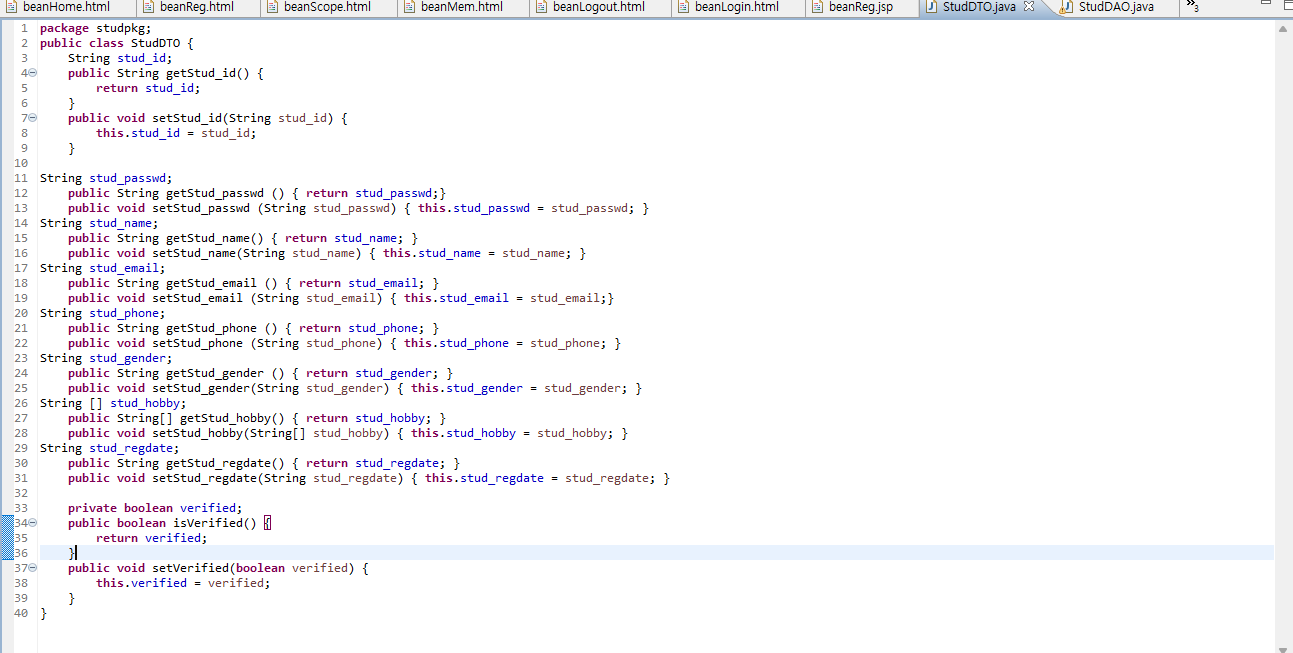 beanHome.html beanReg.html beanScope.html beanMem.html beanLogout.html beanLogin.html beanReg.jsp StudDTO.java StudDAO.java »3
1 package studpkg;
2 public class StudDTO {
3 String stud_id;
4 public String getStud_id() {
5 return stud_id;
6 }
7 public void setStud_id(String stud_id) {
8 this.stud_id = stud_id;
9 }
10
11 String stud_passwd;
12 public String getStud_passwd () { return stud_passwd;}
13 public void setStud_passwd (String stud_passwd) { this.stud_passwd = stud_passwd; }
14 String stud_name;
15 public String getStud_name() { return stud_name; }
16 public void setStud_name(String stud_name) { this.stud_name = stud_name; }
17 String stud_email;
18 public String getStud_email () { return stud_email; }
19 public void setStud_email (String stud_email) { this.stud_email = stud_email;}
20 String stud_phone;
21 public String getStud_phone () { return stud_phone; }
22 public void setStud_phone (String stud_phone) { this.stud_phone = stud_phone; }
23 String stud_gender;
24 public String getStud_gender () { return stud_gender; }
25 public void setStud_gender(String stud_gender) { this.stud_gender = stud_gender; }
26 String [] stud_hobby;
27 public String[] getStud_hobby() { return stud_hobby; }
28 public void setStud_hobby(String[] stud_hobby) { this.stud_hobby = stud_hobby; }
29 String stud_regdate;
30 public String getStud_regdate() { return stud_regdate; }
31 public void setStud_regdate(String stud_regdate) { this.stud_regdate = stud_regdate; }
32
33 private boolean verified;
34 public boolean isVerified() {
35 return verified;
36 }
37 public void setVerified(boolean verified) {
38 this.verified = verified;
39 }
40 }